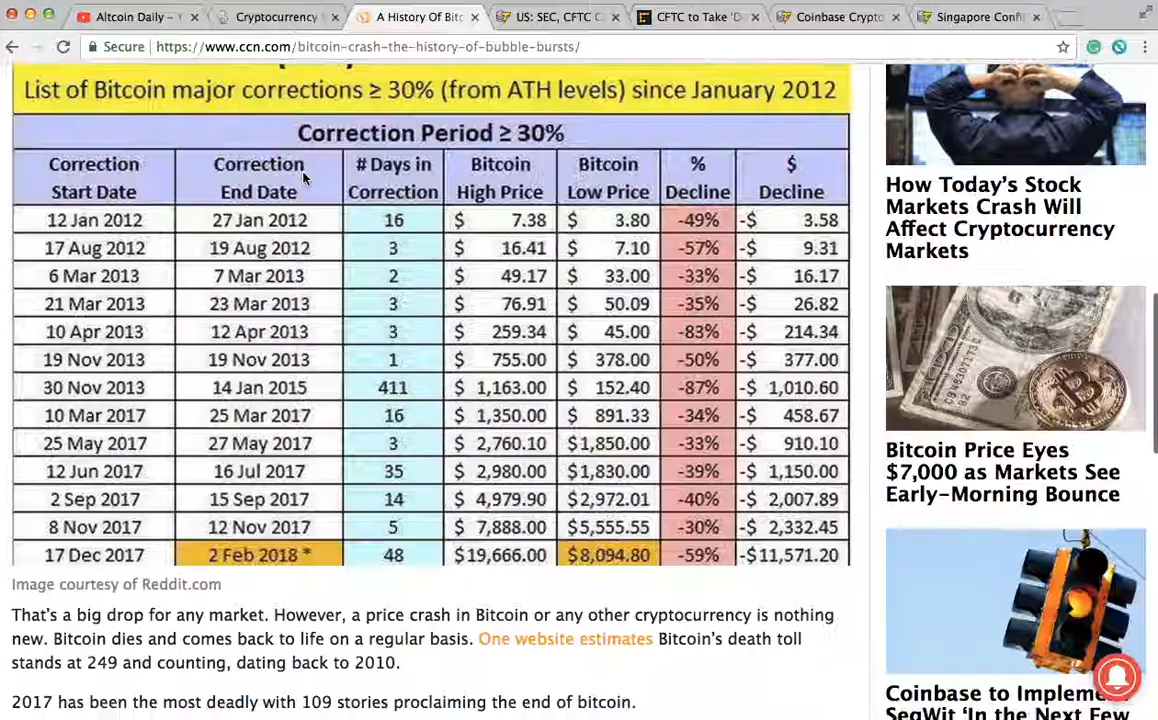 Altcoin Daily –
Cryptocurrency
A History Of Bitc
US: SEC, CFTC C
CFTC to Take 'D
Coinbase Crypto
Singapore Confi
Secure
https://www.ccn.com/bitcoin-crash-the-history-of-bubble-bursts/
List of Bitcoin major corrections ≥ 30% (from ATH levels) since January 2012
Correction Period ≥ 30%
Correction Start Date Correction End Date # Days in Correction Bitcoin High Price Bitcoin Low Price % Decline $ Decline
12 Jan 2012 27 Jan 2012 16 $ 7.38 $ 3.80 -49% -$ 3.58
17 Aug 2012 19 Aug 2012 3 $ 16.41 $ 7.10 -57% -$ 9.31
6 Mar 2013 7 Mar 2013 2 $ 49.17 $ 33.00 -33% -$ 16.17
21 Mar 2013 23 Mar 2013 3 $ 76.91 $ 50.09 -35% -$ 26.82
10 Apr 2013 12 Apr 2013 3 $ 259.34 $ 45.00 -83% -$ 214.34
19 Nov 2013 19 Nov 2013 1 $ 755.00 $ 378.00 -50% -$ 377.00
30 Nov 2013 14 Jan 2015 411 $ 1,163.00 $ 152.40 -87% -$ 1,010.60
10 Mar 2017 25 Mar 2017 16 $ 1,350.00 $ 891.33 -34% -$ 458.67
25 May 2017 27 May 2017 3 $ 2,760.10 $1,850.00 -33% -$ 910.10
12 Jun 2017 16 Jul 2017 35 $ 2,980.00 $1,830.00 -39% -$ 1,150.00
2 Sep 2017 15 Sep 2017 14 $ 4,979.90 $2,972.01 -40% -$ 2,007.89
8 Nov 2017 12 Nov 2017 5 $ 7,888.00 $5,555.55 -30% -$ 2,332.45
17 Dec 2017 2 Feb 2018 * 48 $19,666.00 $8,094.80 -59% -$11,571.20
Image courtesy of Reddit.com
That's a big drop for any market. However, a price crash in Bitcoin or any other cryptocurrency is nothing
new. Bitcoin dies and comes back to life on a regular basis. One website estimates Bitcoin's death toll
stands at 249 and counting, dating back to 2010.
2017 has been the most deadly with 109 stories proclaiming the end of bitcoin.
How Today's Stock
Markets Crash Will
Affect Cryptocurrency
Markets
Bitcoin Price Eyes
$7,000 as Markets See
Early-Morning Bounce
Coinbase to Implement
SegWit 'In the Next Few